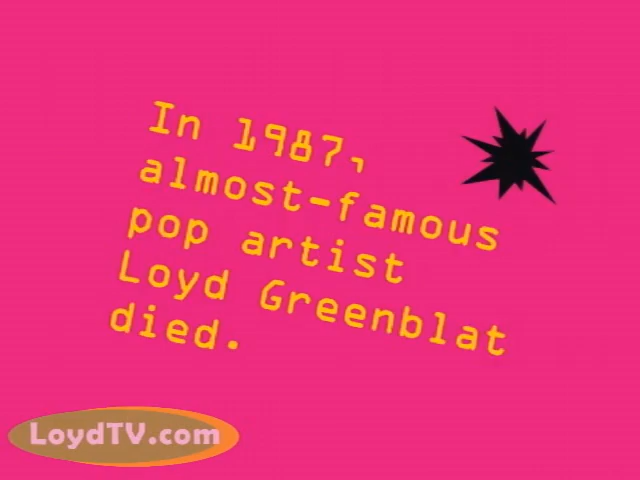 In 1987,
almost-famous
pop artist
Loyd Greenblat
died.
LoydTV.com